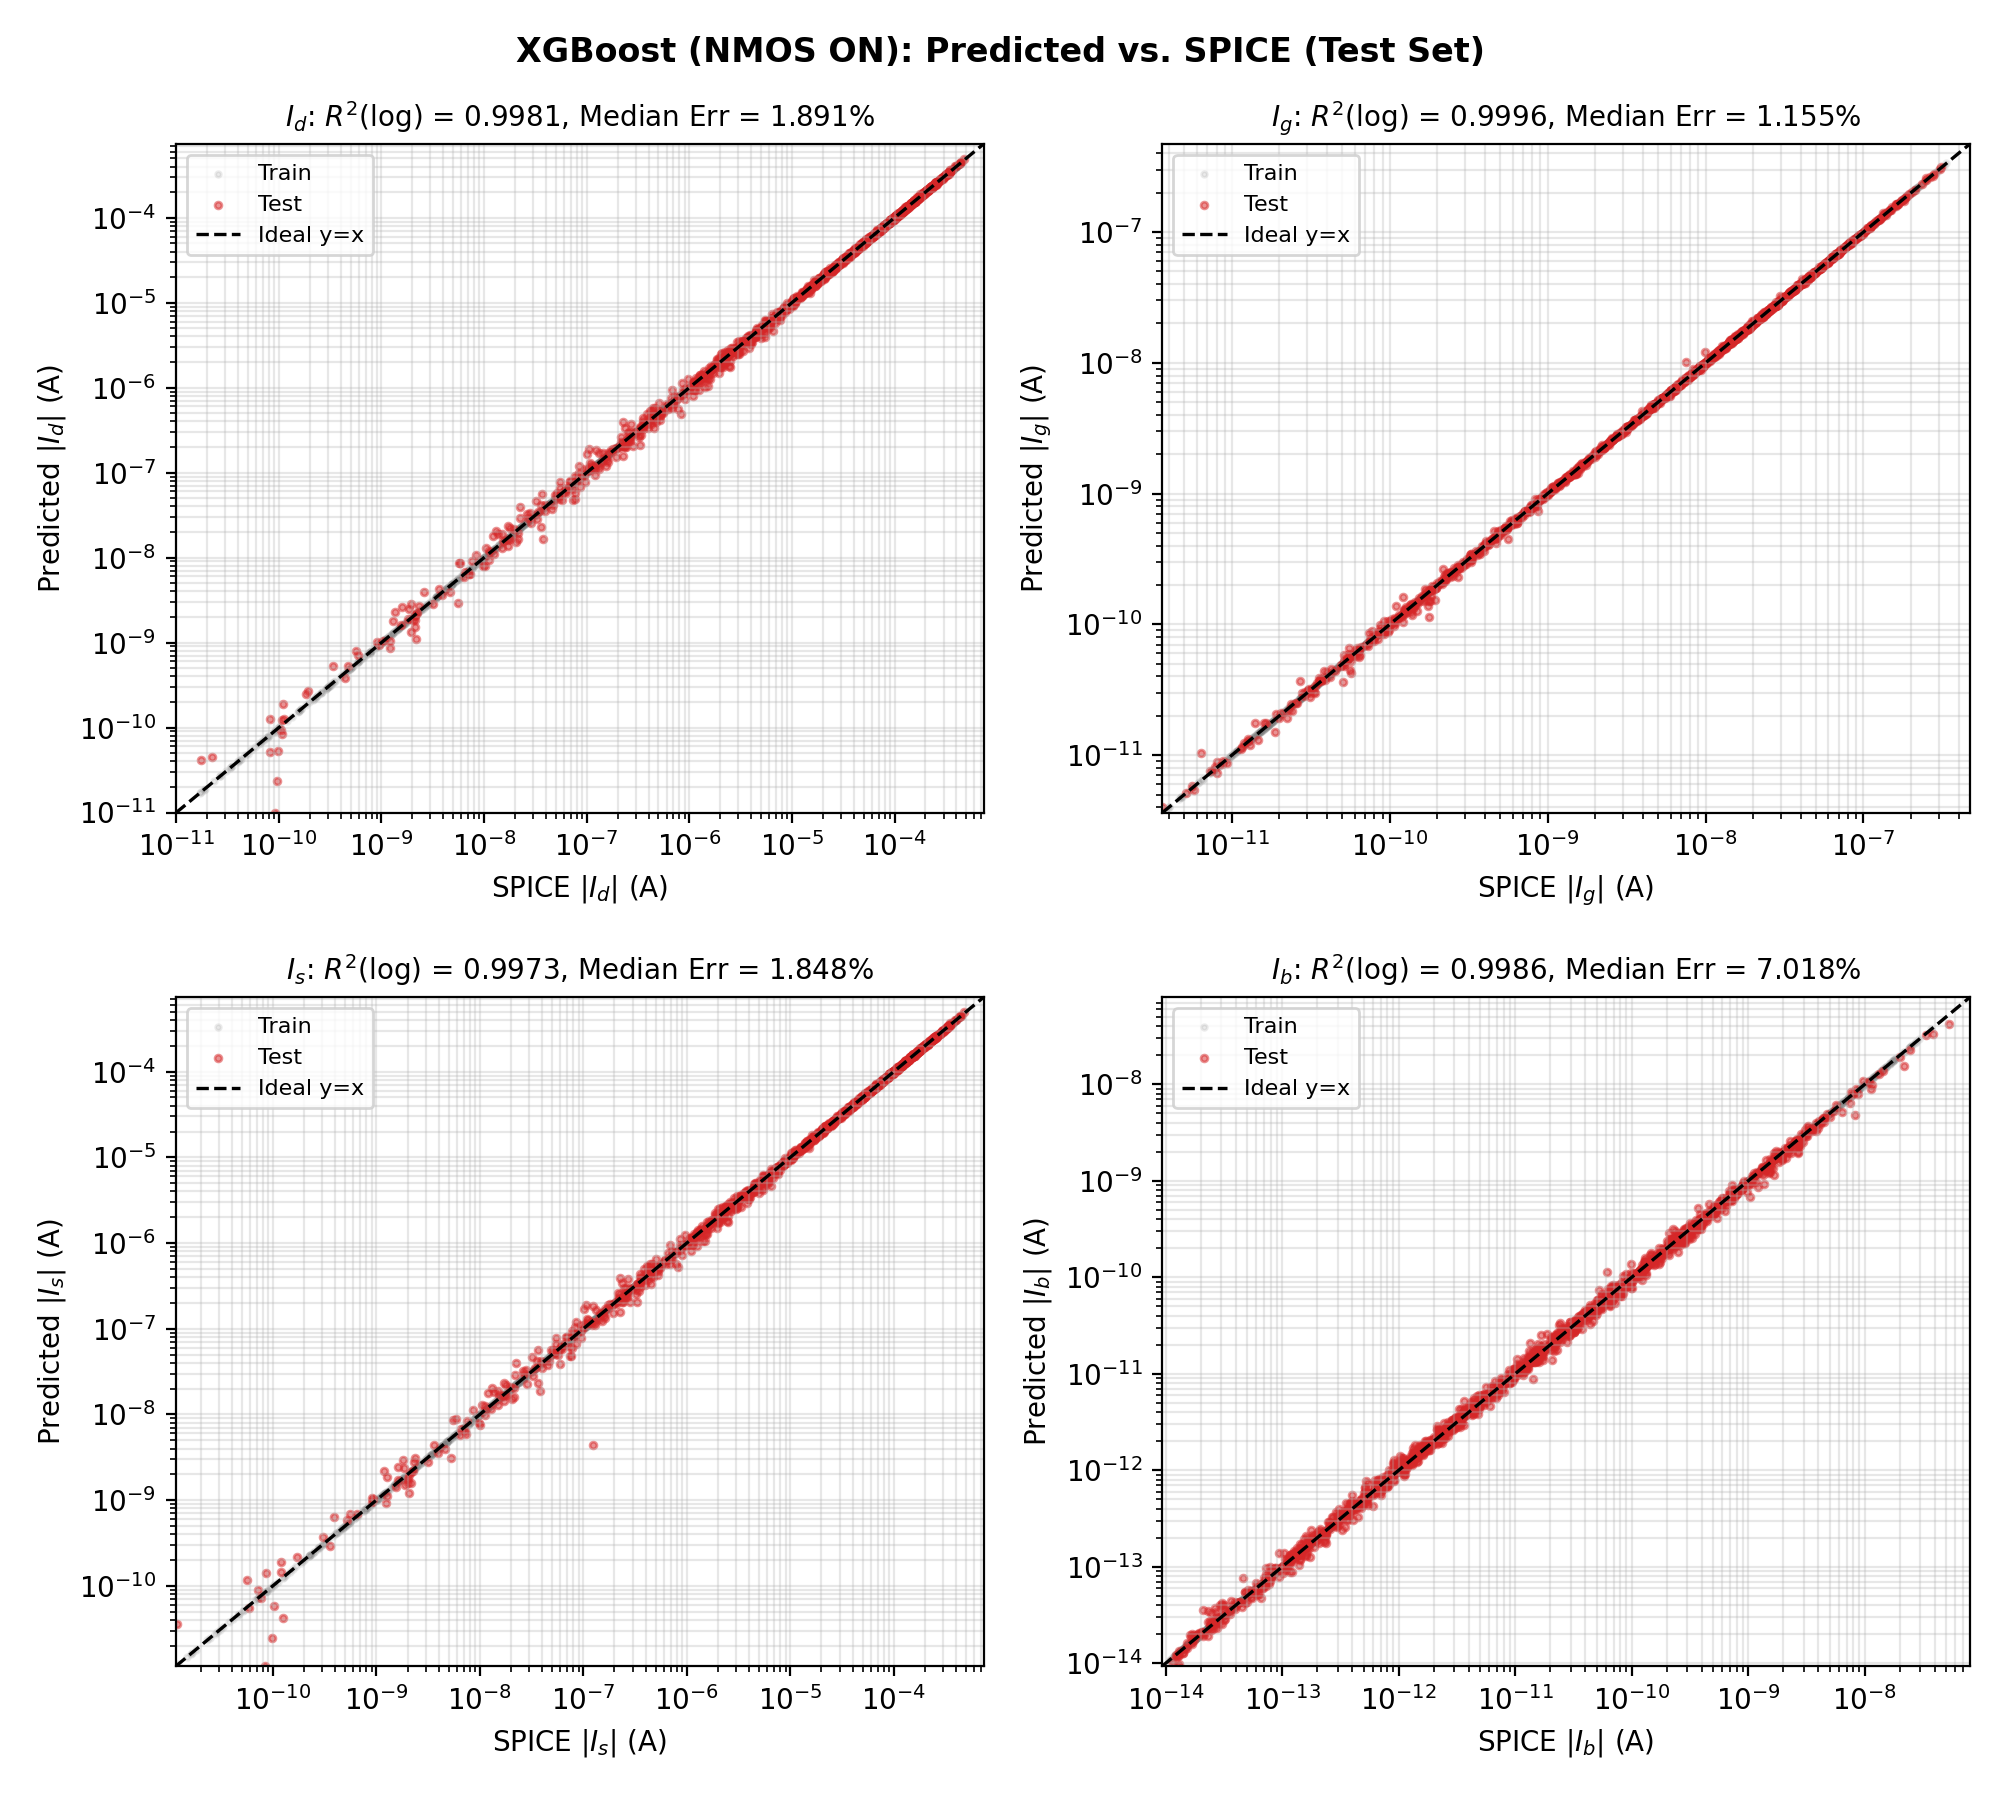 XGBoost (NMOS ON): Predicted vs. SPICE (Test Set)
I_d: R²(log) = 0.9981, Median Err = 1.891%
Train
Test
Ideal y=x
10⁻⁴
10⁻⁵
10⁻⁶
10⁻⁷
10⁻⁸
10⁻⁹
10⁻¹⁰
10⁻¹¹
Predicted |I_d| (A)
10⁻¹¹ 10⁻¹⁰ 10⁻⁹ 10⁻⁸ 10⁻⁷ 10⁻⁶ 10⁻⁵ 10⁻⁴
SPICE |I_d| (A)
I_g: R²(log) = 0.9996, Median Err = 1.155%
Train
Test
Ideal y=x
10⁻⁷
10⁻⁸
10⁻⁹
10⁻¹⁰
10⁻¹¹
Predicted |I_g| (A)
10⁻¹¹ 10⁻¹⁰ 10⁻⁹ 10⁻⁸ 10⁻⁷
SPICE |I_g| (A)
I_s: R²(log) = 0.9973, Median Err = 1.848%
Train
Test
Ideal y=x
10⁻⁴
10⁻⁵
10⁻⁶
10⁻⁷
10⁻⁸
10⁻⁹
10⁻¹⁰
Predicted |I_s| (A)
10⁻¹⁰ 10⁻⁹ 10⁻⁸ 10⁻⁷ 10⁻⁶ 10⁻⁵ 10⁻⁴
SPICE |I_s| (A)
I_b: R²(log) = 0.9986, Median Err = 7.018%
Train
Test
Ideal y=x
10⁻⁸
10⁻⁹
10⁻¹⁰
10⁻¹¹
10⁻¹²
10⁻¹³
10⁻¹⁴
Predicted |I_b| (A)
10⁻¹⁴ 10⁻¹³ 10⁻¹² 10⁻¹¹ 10⁻¹⁰ 10⁻⁹ 10⁻⁸
SPICE |I_b| (A)